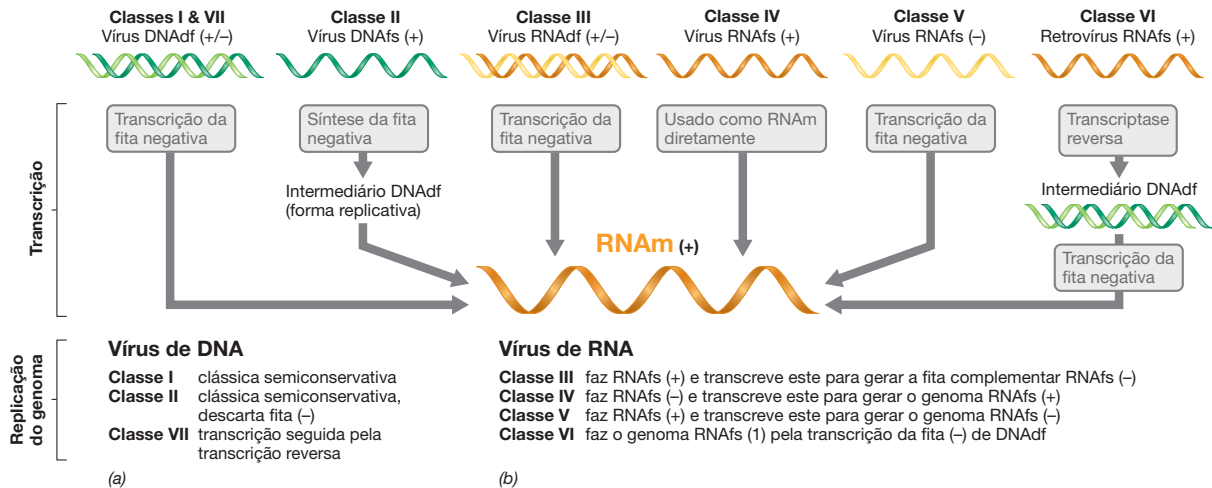 Classes I & VII
Vírus DNAdf (+/–)
Classe II
Vírus DNAfs (+)
Classe III
Vírus RNAdf (+/–)
Classe IV
Vírus RNAfs (+)
Classe V
Vírus RNAfs (–)
Classe VI
Retrovírus RNAfs (+)
Transcrição
Transcrição da
fita negativa
Síntese da fita
negativa
Transcrição da
fita negativa
Usado como RNAm
diretamente
Transcrição da
fita negativa
Transcriptase
reversa
Intermediário DNAdf
(forma replicativa)
Intermediário DNAdf
RNAm (+)
Transcrição da
fita negativa
Replicação
do genoma
Vírus de DNA
Classe I clássica semiconservativa
Classe II clássica semiconservativa,
descarta fita (–)
Classe VII transcrição seguida pela
transcrição reversa
(a)
Vírus de RNA
Classe III faz RNAfs (+) e transcreve este para gerar a fita complementar RNAfs (–)
Classe IV faz RNAfs (–) e transcreve este para gerar o genoma RNAfs (+)
Classe V faz RNAfs (+) e transcreve este para gerar o genoma RNAfs (–)
Classe VI faz o genoma RNAfs (1) pela transcrição da fita (–) de DNAdf
(b)